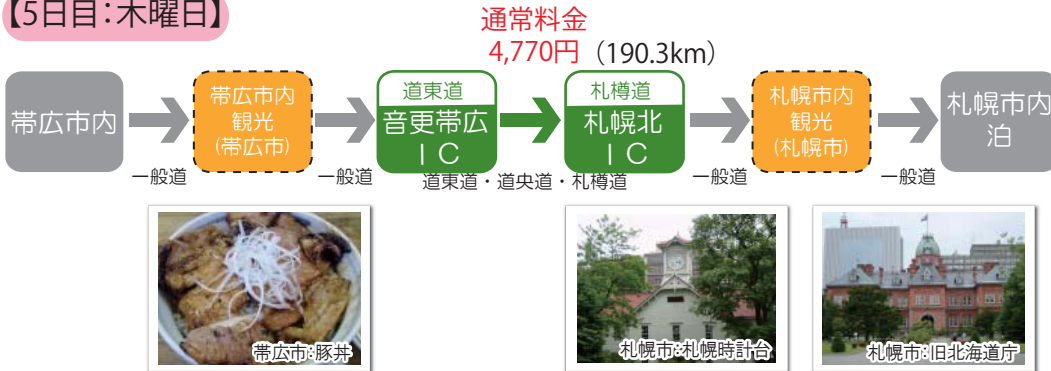 【5日目:木曜日】
通常料金
4,770円（190.3km）
帯広市内
一般道
帯広市内
観光
(帯広市)
一般道
道東道
音更帯広
ＩＣ
道東道・道央道・札樽道
札樽道
札幌北
ＩＣ
一般道
札幌市内
観光
(札幌市)
一般道
札幌市内
泊
帯広市:豚丼
札幌市:札幌時計台
札幌市:旧北海道庁